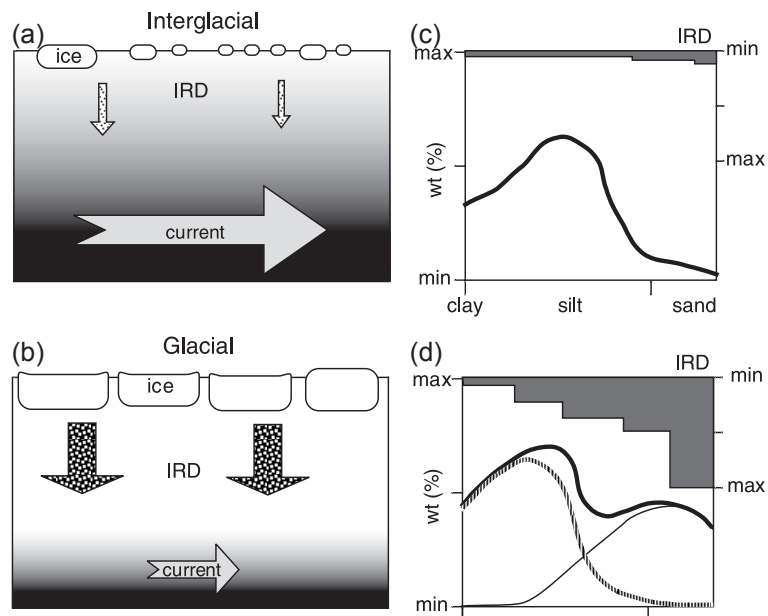 (a)
Interglacial
ice
IRD
current
(c)
IRD
max
min
wt (%)
max
min
clay silt sand
(b)
Glacial
ice
IRD
current
(d)
IRD
max
min
wt (%)
max
min